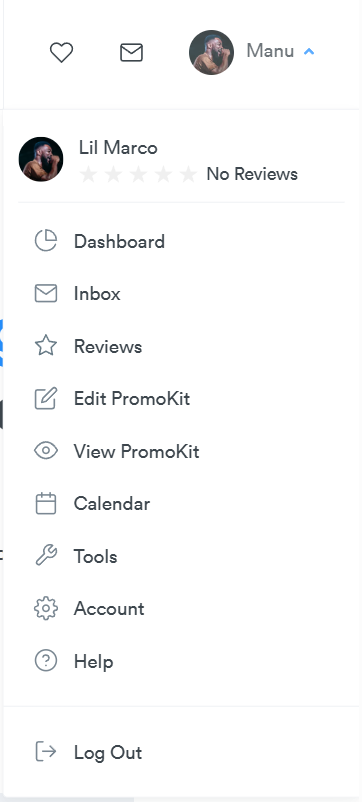 Manu
Lil Marco
No Reviews
Dashboard
Inbox
Reviews
Edit PromoKit
View PromoKit
Calendar
Tools
Account
Help
Log Out